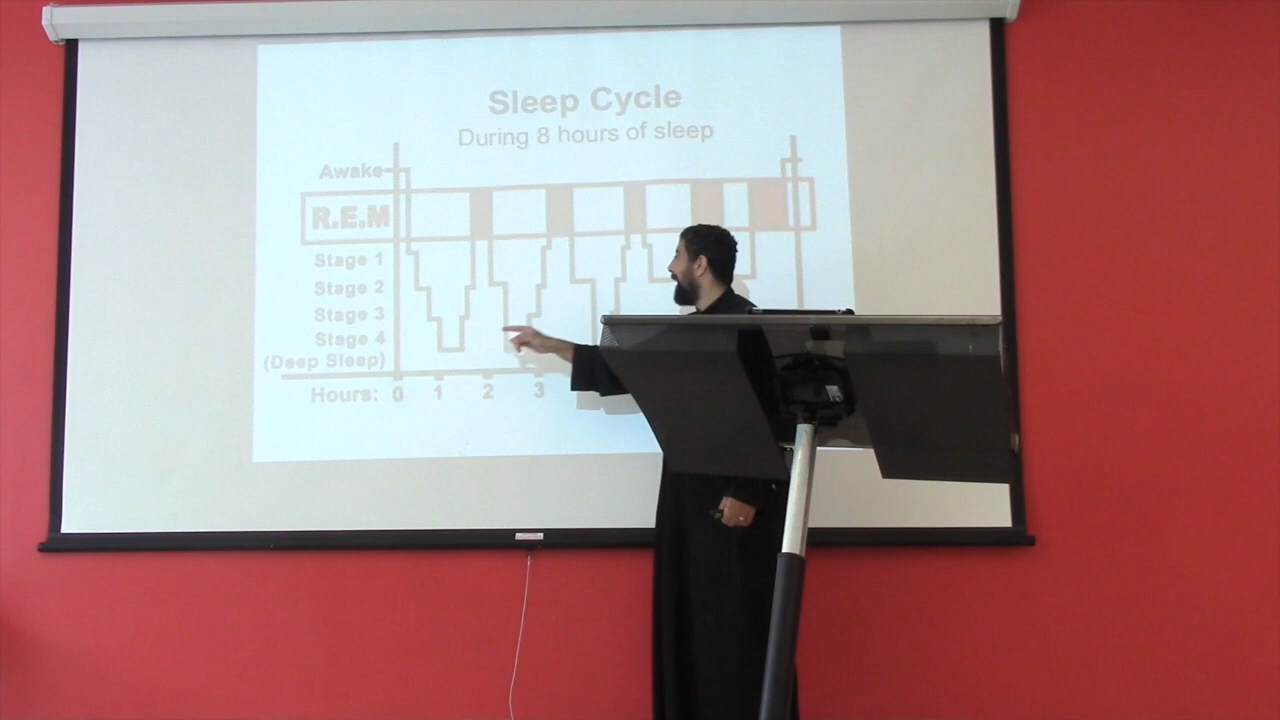 Sleep Cycle
During 8 hours of sleep
Awake
R.E.M
Stage 1
Stage 2
Stage 3
Stage 4
(Deep Sleep)
Hours: 0 1 2 3